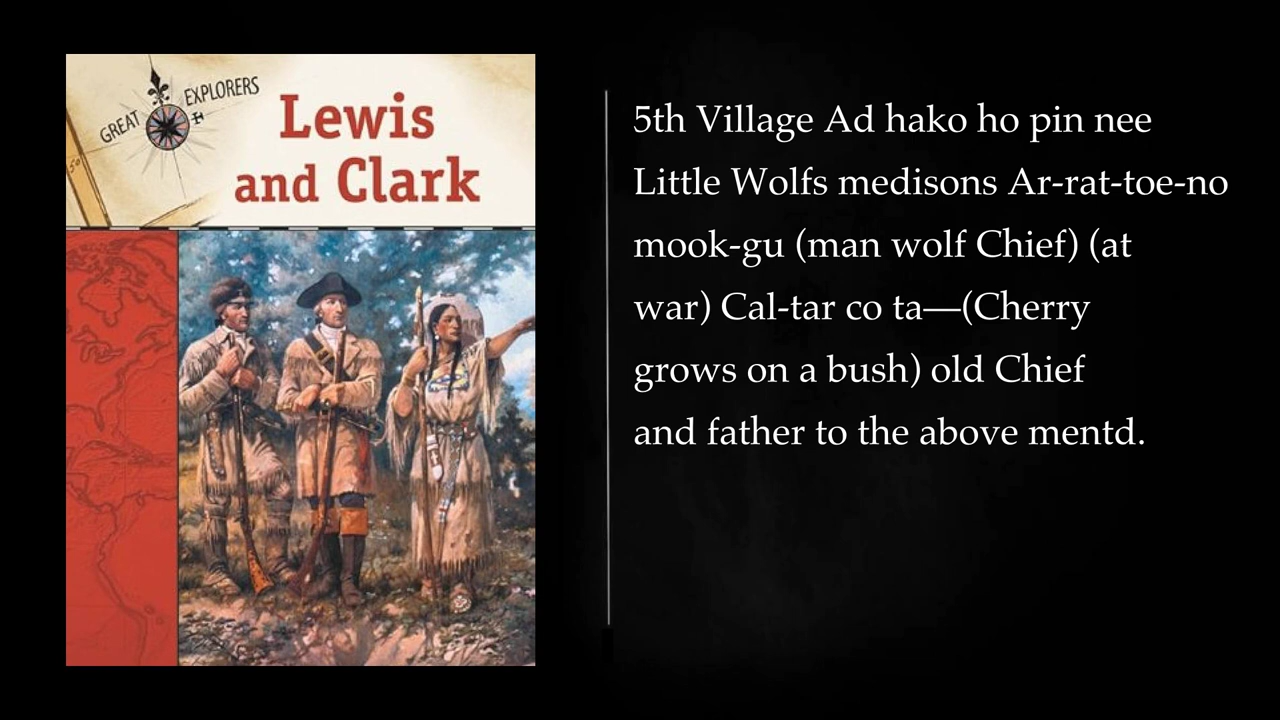 GREAT EXPLORERS
Lewis
and Clark
5th Village Ad hako ho pin nee
Little Wolfs medisons Ar-rat-toe-no
mook-gu (man wolf Chief) (at
war) Cal-tar co ta—(Cherry
grows on a bush) old Chief
and father to the above mentd.